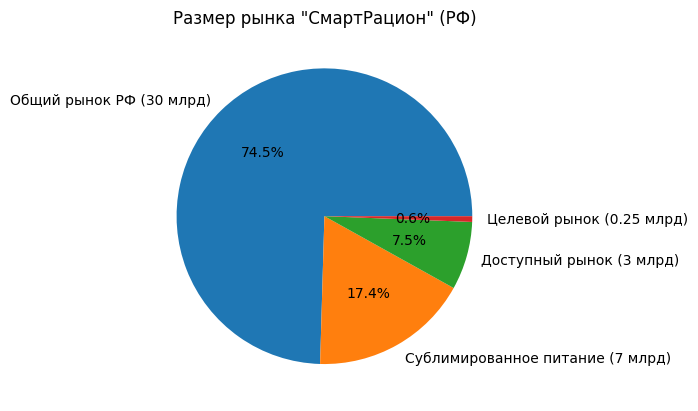 Размер рынка "СмартРацион" (РФ)
Общий рынок РФ (30 млрд)
74.5%
0.6%
Целевой рынок (0.25 млрд)
7.5%
Доступный рынок (3 млрд)
17.4%
Сублимированное питание (7 млрд)